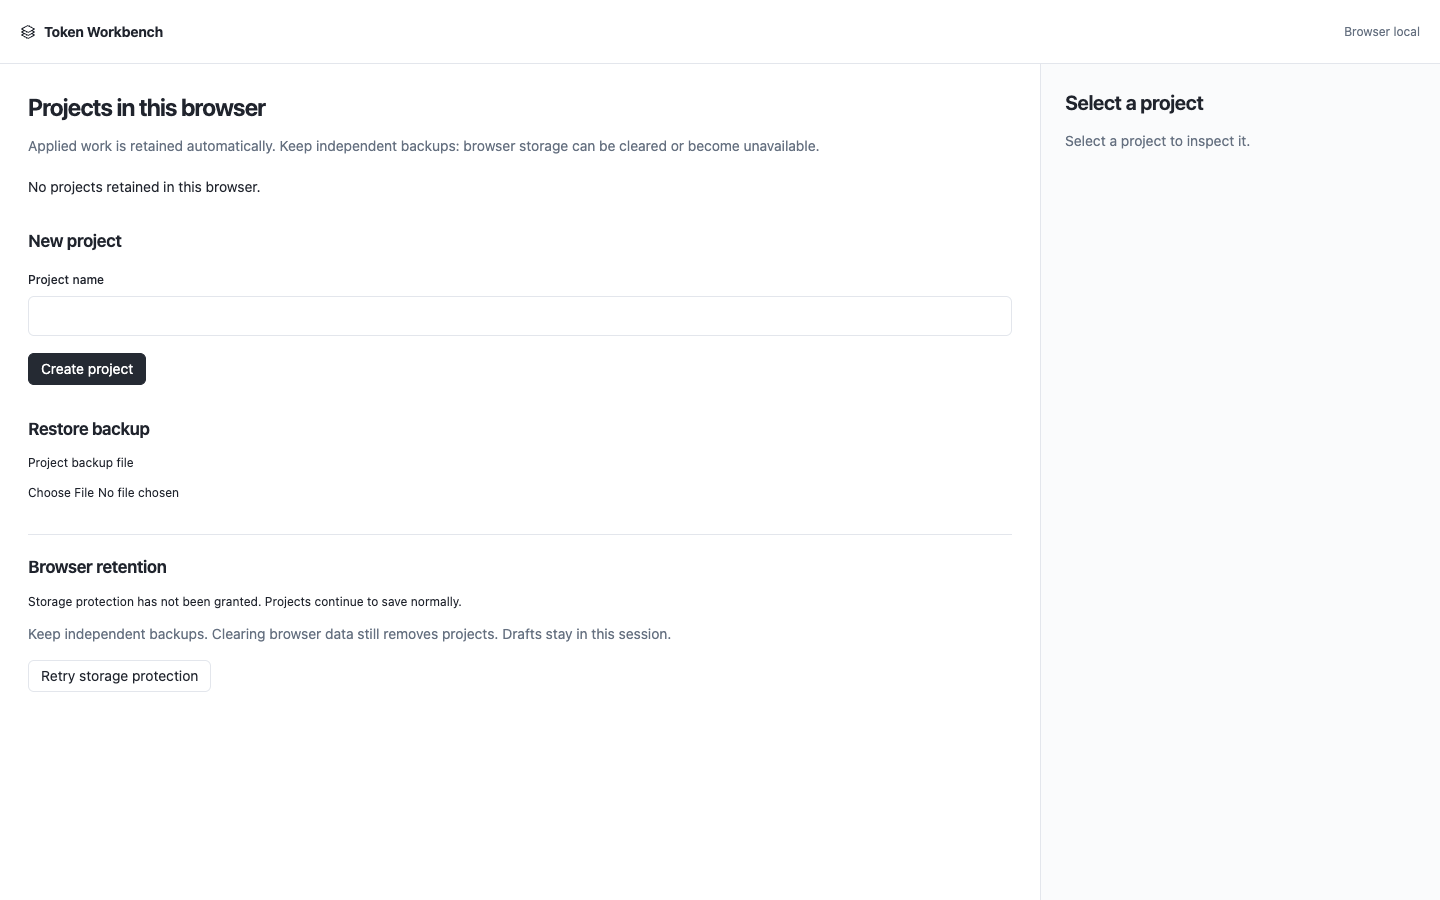 Token Workbench
Browser local
Projects in this browser
Applied work is retained automatically. Keep independent backups: browser storage can be cleared or become unavailable.
No projects retained in this browser.
New project
Project name
Create project
Restore backup
Project backup file
Choose File No file chosen
Browser retention
Storage protection has not been granted. Projects continue to save normally.
Keep independent backups. Clearing browser data still removes projects. Drafts stay in this session.
Retry storage protection
Select a project
Select a project to inspect it.